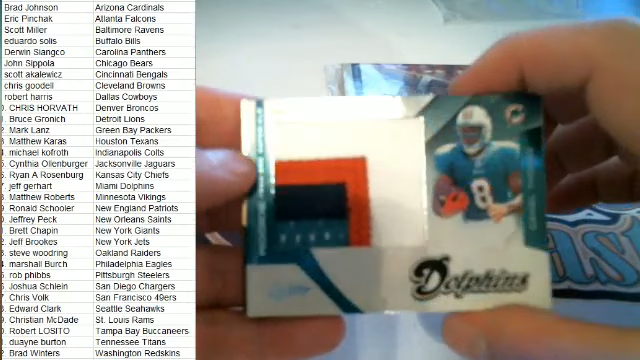 Brad Johnson Arizona Cardinals
Eric Pinchak Atlanta Falcons
Scott Miller Baltimore Ravens
eduardo solis Buffalo Bills
Derwin Siangco Carolina Panthers
John Sippola Chicago Bears
scott akalewicz Cincinnati Bengals
chris goodell Cleveland Browns
robert harris Dallas Cowboys
CHRIS HORVATH Denver Broncos
Bruce Gronich Detroit Lions
Mark Lanz Green Bay Packers
Matthew Karas Houston Texans
michael kofroth Indianapolis Colts
Cynthia Ollenburger Jacksonville Jaguars
Ryan A Rosenburg Kansas City Chiefs
jeff gerhart Miami Dolphins
Matthew Roberts Minnesota Vikings
Ronald Schooler New England Patriots
Jeffrey Peck New Orleans Saints
Brett Chapin New York Giants
Jeff Brookes New York Jets
steve woodring Oakland Raiders
marshall Burch Philadelphia Eagles
rob phibbs Pittsburgh Steelers
Joshua Schlein San Diego Chargers
Chris Volk San Francisco 49ers
Edward Clark Seattle Seahawks
Christian McDade St. Louis Rams
Robert LOSITO Tampa Bay Buccaneers
duayne burton Tennessee Titans
Brad Winters Washington Redskins
8
Dolphins